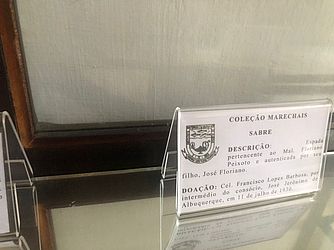 COLEÇÃO MARECHAIS
SABRE
DESCRIÇÃO: Espada
pertencente ao Mal. Floriano
Peixoto e autenticada por seu
filho, José Floriano.
DOAÇÃO: Cel. Francisco Lopes Barbosa, por
intermédio do consócio, José Jerônimo de
Albuquerque, em 11 de julho de 1930.